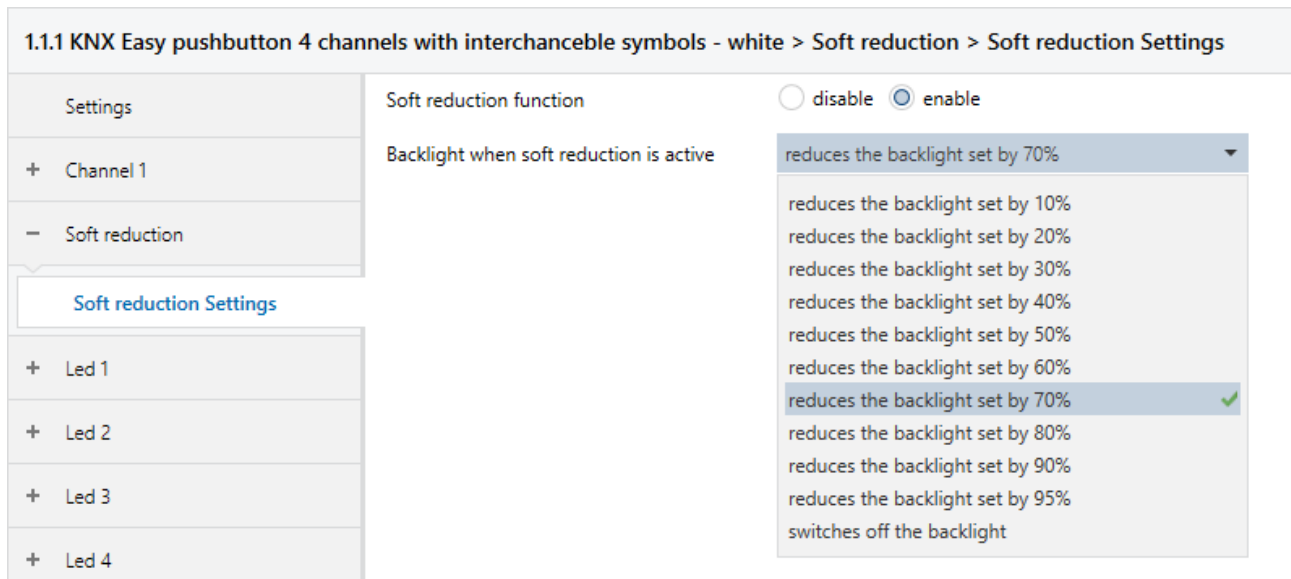 1.1.1 KNX Easy pushbutton 4 channels with interchanceble symbols - white > Soft reduction > Soft reduction Settings
Settings
+ Channel 1
− Soft reduction
Soft reduction Settings
+ Led 1
+ Led 2
+ Led 3
+ Led 4
Soft reduction function
disable enable
Backlight when soft reduction is active
reduces the backlight set by 70%
reduces the backlight set by 10%
reduces the backlight set by 20%
reduces the backlight set by 30%
reduces the backlight set by 40%
reduces the backlight set by 50%
reduces the backlight set by 60%
reduces the backlight set by 70%
reduces the backlight set by 80%
reduces the backlight set by 90%
reduces the backlight set by 95%
switches off the backlight